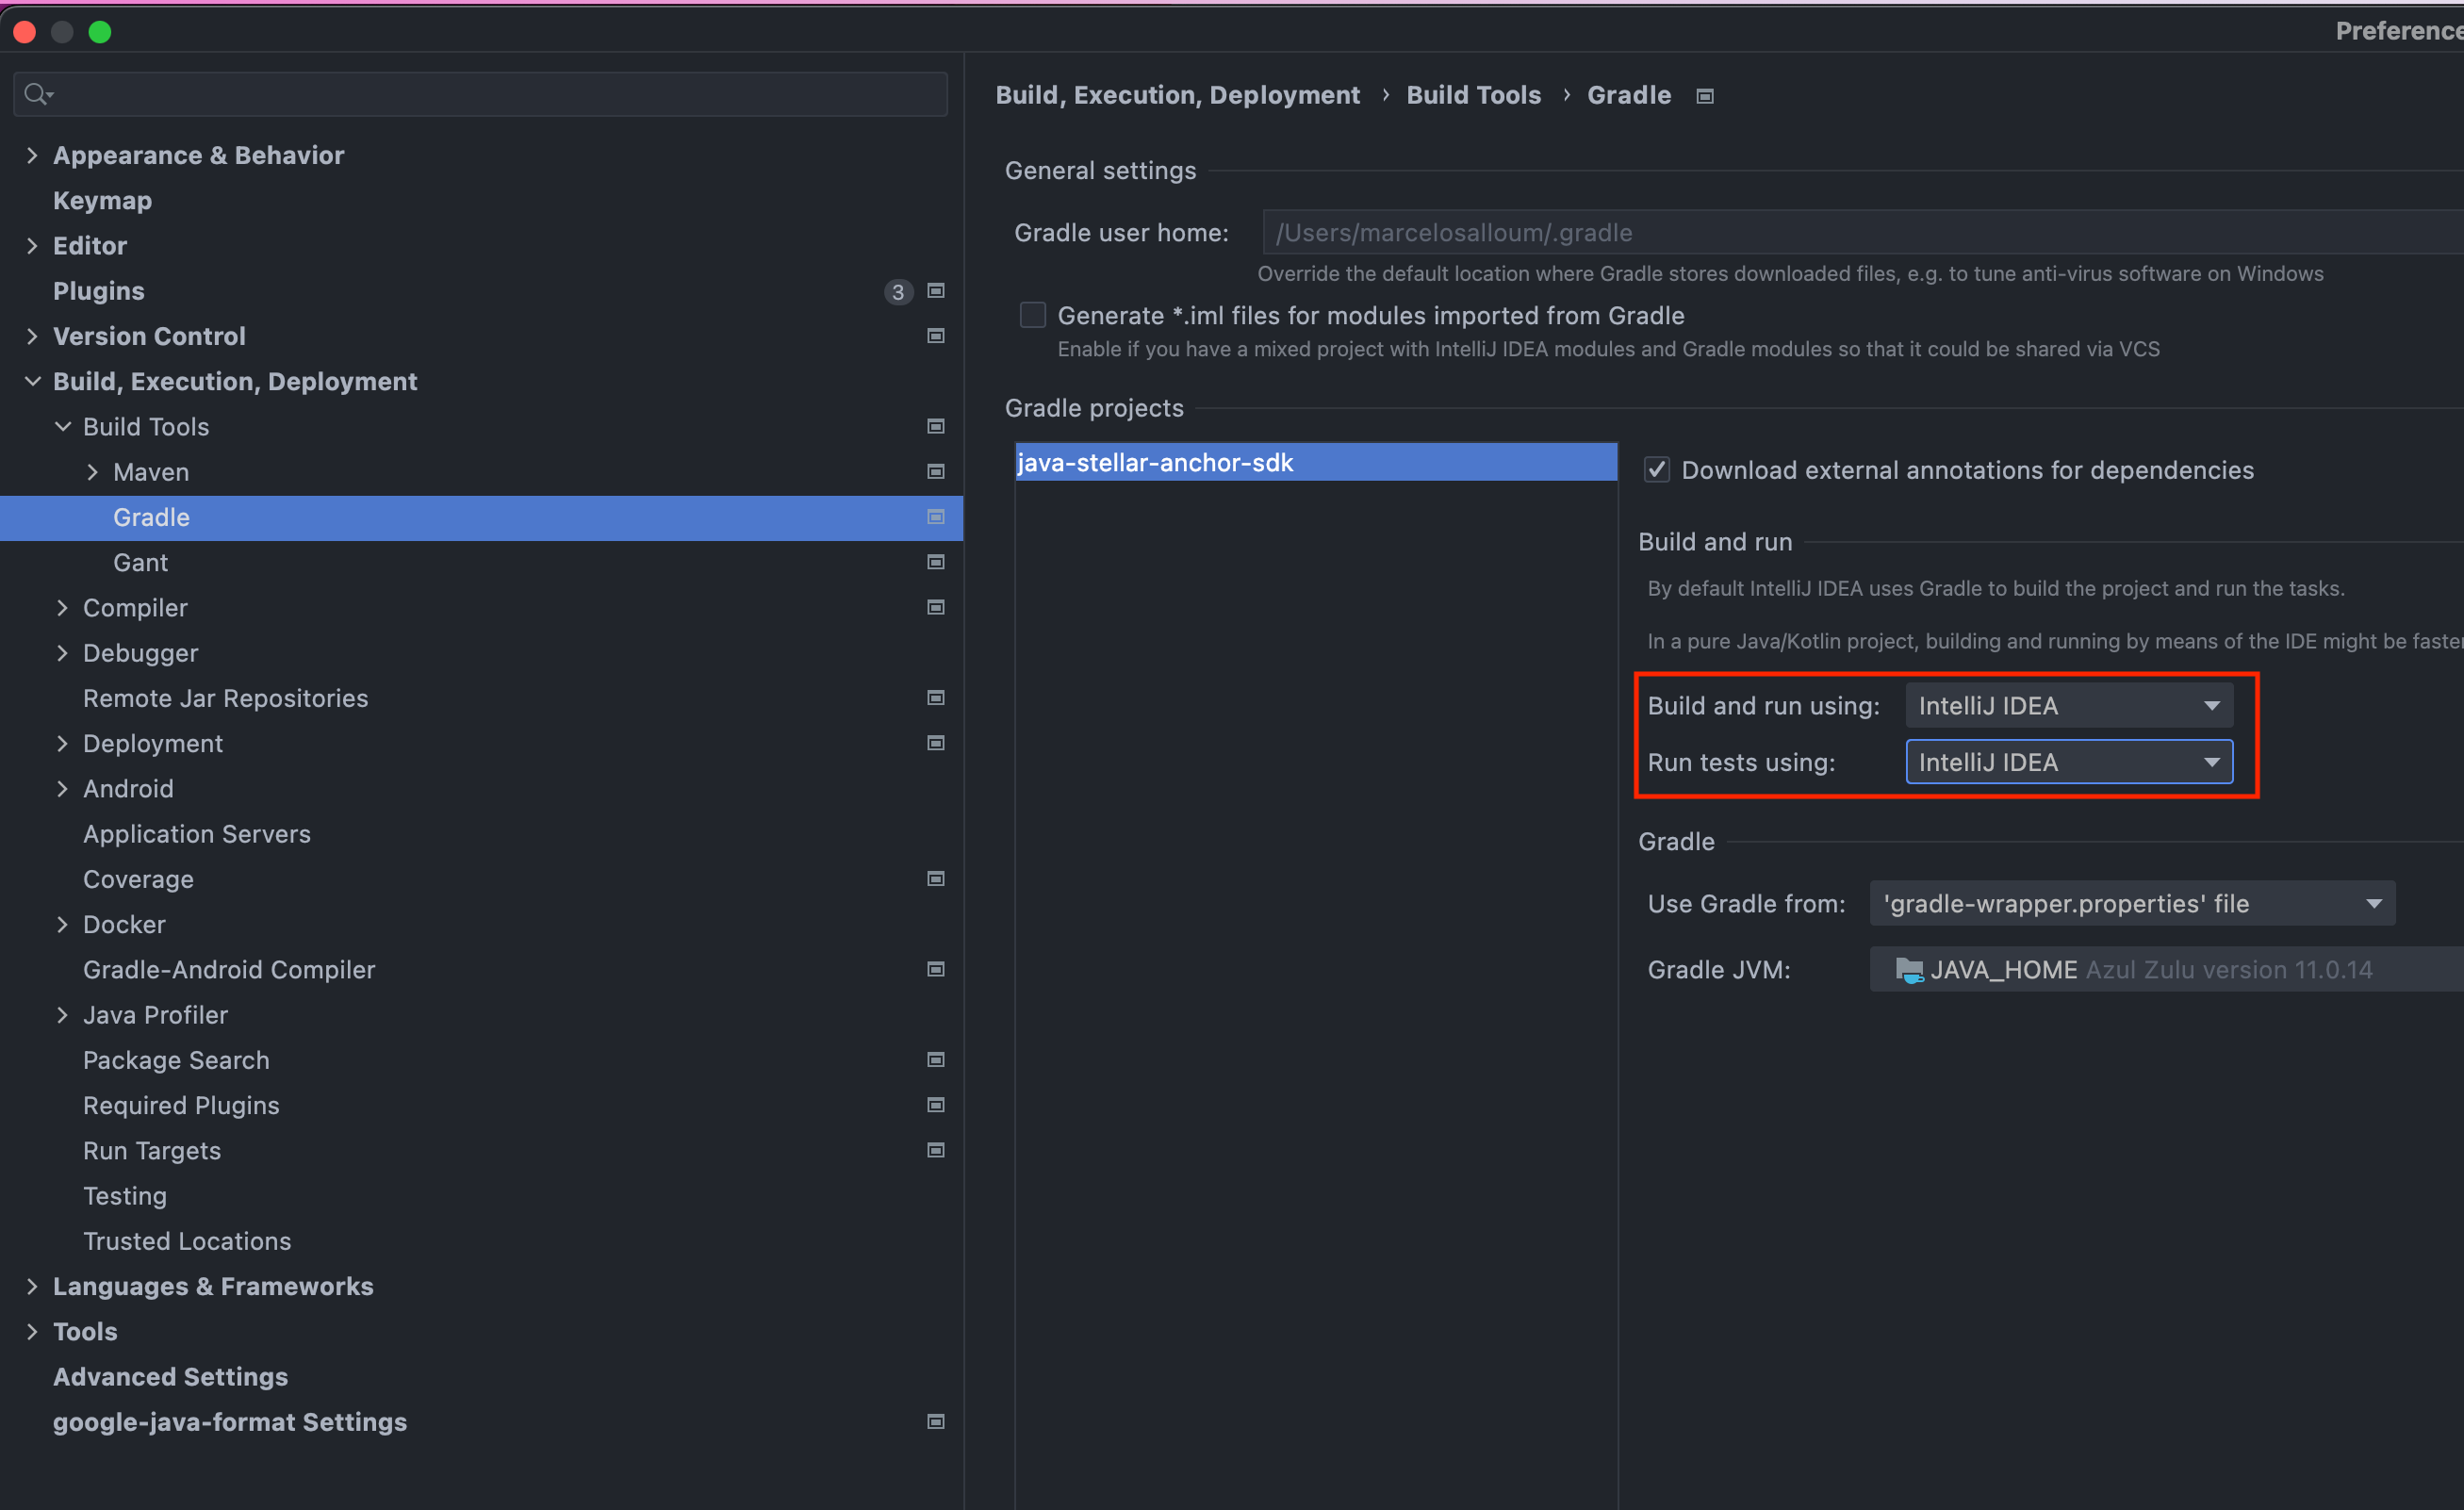 Preference
Appearance & Behavior
Keymap
Editor
Plugins 3
Version Control
Build, Execution, Deployment
Build Tools
Maven
Gradle
Gant
Compiler
Debugger
Remote Jar Repositories
Deployment
Android
Application Servers
Coverage
Docker
Gradle-Android Compiler
Java Profiler
Package Search
Required Plugins
Run Targets
Testing
Trusted Locations
Languages & Frameworks
Tools
Advanced Settings
google-java-format Settings
Build, Execution, Deployment › Build Tools › Gradle
General settings
Gradle user home: /Users/marcelosalloum/.gradle
Override the default location where Gradle stores downloaded files, e.g. to tune anti-virus software on Windows
Generate *.iml files for modules imported from Gradle
Enable if you have a mixed project with IntelliJ IDEA modules and Gradle modules so that it could be shared via VCS
Gradle projects
java-stellar-anchor-sdk
Download external annotations for dependencies
Build and run
By default IntelliJ IDEA uses Gradle to build the project and run the tasks.
In a pure Java/Kotlin project, building and running by means of the IDE might be faster
Build and run using: IntelliJ IDEA
Run tests using: IntelliJ IDEA
Gradle
Use Gradle from: 'gradle-wrapper.properties' file
Gradle JVM: JAVA_HOME Azul Zulu version 11.0.14